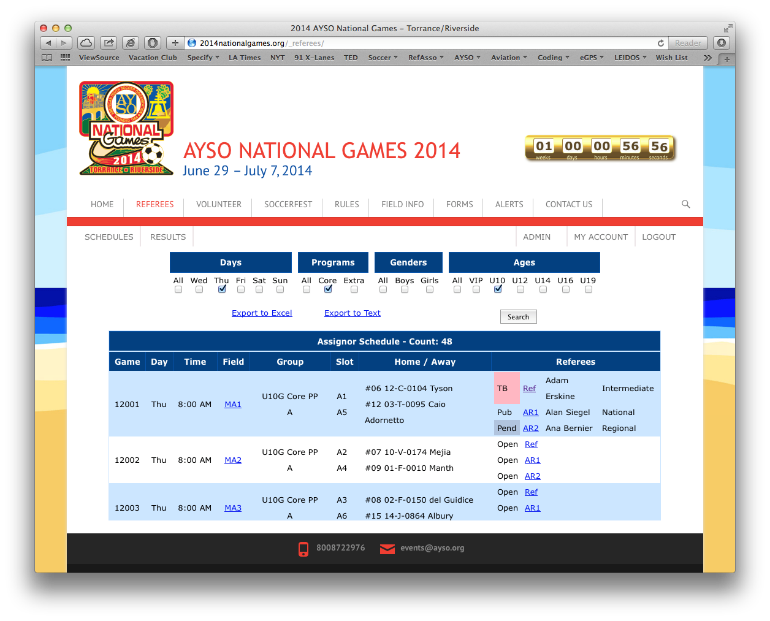 2014 AYSO National Games – Torrance/Riverside
2014nationalgames.org/_referees/
Reader
ViewSource Vacation Club Specify LA Times NYT 91 X-Lanes TED Soccer RefAsso AYSO Aviation Coding eGPS LEIDOS Wish List
AYSO
NATIONAL
Games
2014
TORRANCE RIVERSIDE
AYSO NATIONAL GAMES 2014
June 29 – July 7, 2014
01 00 00 56 56
weeks days hours minutes seconds
HOME REFEREES VOLUNTEER SOCCERFEST RULES FIELD INFO FORMS ALERTS CONTACT US
SCHEDULES RESULTS ADMIN MY ACCOUNT LOGOUT
Days Programs Genders Ages
All Wed Thu Fri Sat Sun All Core Extra All Boys Girls All VIP U10 U12 U14 U16 U19
Export to Excel Export to Text Search
Assignor Schedule - Count: 48
Game Day Time Field Group Slot Home / Away Referees
12001 Thu 8:00 AM MA1 U10G Core PP A A1 A5 #06 12-C-0104 Tyson #12 03-T-0095 Caio Adornetto
TB Ref Adam Erskine Intermediate
Pub AR1 Alan Siegel National
Pend AR2 Ana Bernier Regional
12002 Thu 8:00 AM MA2 U10G Core PP A A2 A4 #07 10-V-0174 Mejia #09 01-F-0010 Manth
Open Ref
Open AR1
Open AR2
12003 Thu 8:00 AM MA3 U10G Core PP A A3 A6 #08 02-F-0150 del Guidice #15 14-J-0864 Albury
Open Ref
Open AR1
8008722976 events@ayso.org